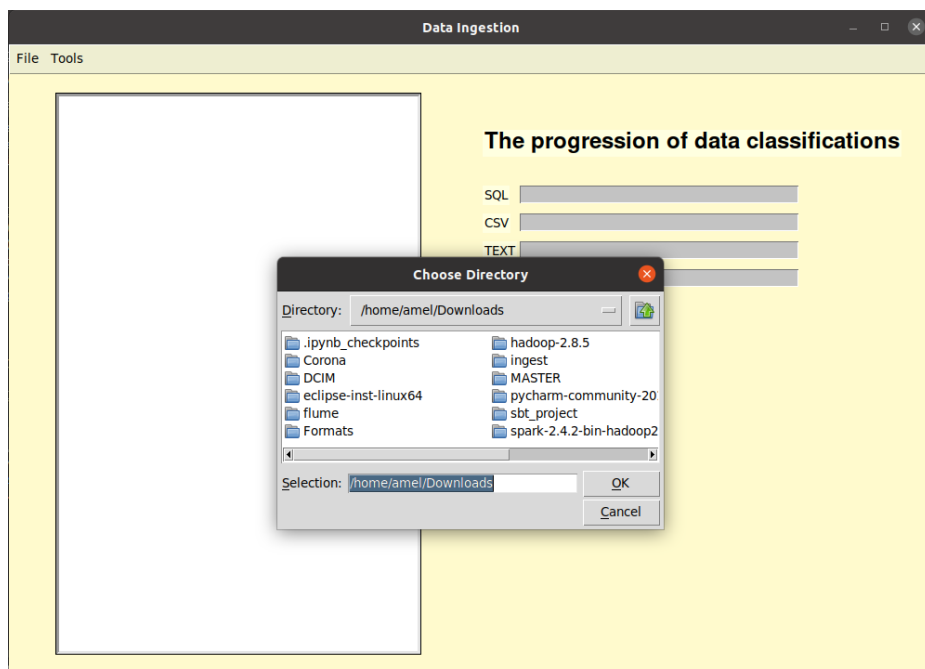 Data Ingestion
File Tools
The progression of data classifications
SQL
CSV
TEXT
Choose Directory
Directory: /home/amel/Downloads
.ipynb_checkpoints
Corona
DCIM
eclipse-inst-linux64
flume
Formats
hadoop-2.8.5
ingest
MASTER
pycharm-community-20
sbt_project
spark-2.4.2-bin-hadoop2
Selection: /home/amel/Downloads
OK
Cancel